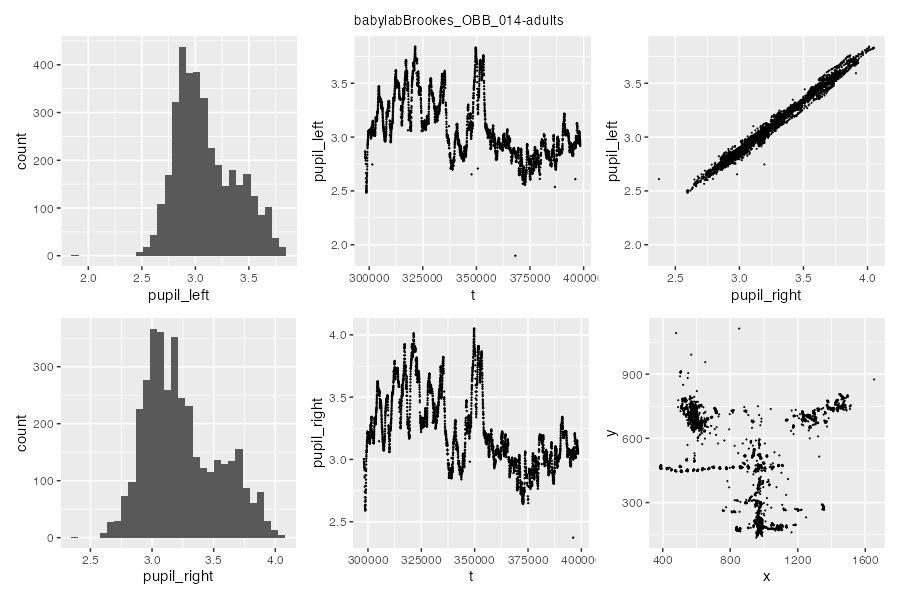 babylabBrookes_OBB_014-adults
count
400
300
200
100
0
2.0 2.5 3.0 3.5
pupil_left
pupil_left
3.5
3.0
2.5
2.0
300000 325000 350000 375000 400000
t
pupil_left
3.5
3.0
2.5
2.0
2.5 3.0 3.5 4.0
pupil_right
count
300
200
100
0
2.5 3.0 3.5 4.0
pupil_right
pupil_right
4.0
3.5
3.0
2.5
300000 325000 350000 375000 40000
t
y
900
600
300
400 800 1200 1600
x